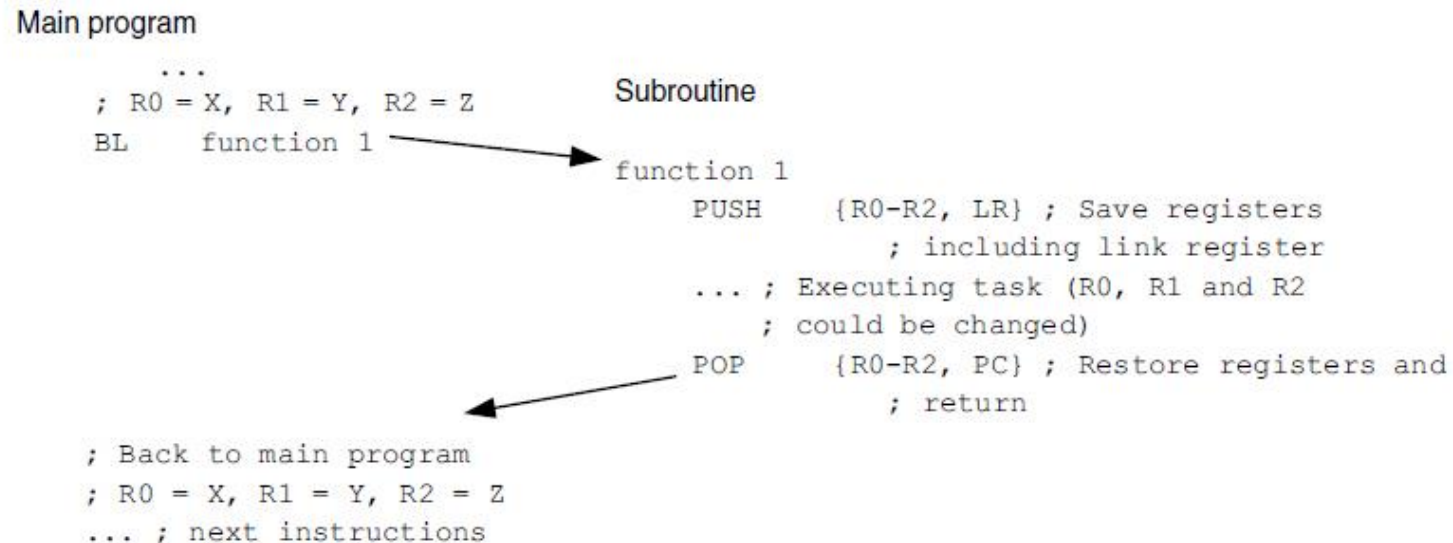 Main program
...
; R0 = X, R1 = Y, R2 = Z
BL function 1
Subroutine
function 1
PUSH {R0-R2, LR} ; Save registers
; including link register
... ; Executing task (R0, R1 and R2
; could be changed)
POP {R0-R2, PC} ; Restore registers and
; return
; Back to main program
; R0 = X, R1 = Y, R2 = Z
... ; next instructions